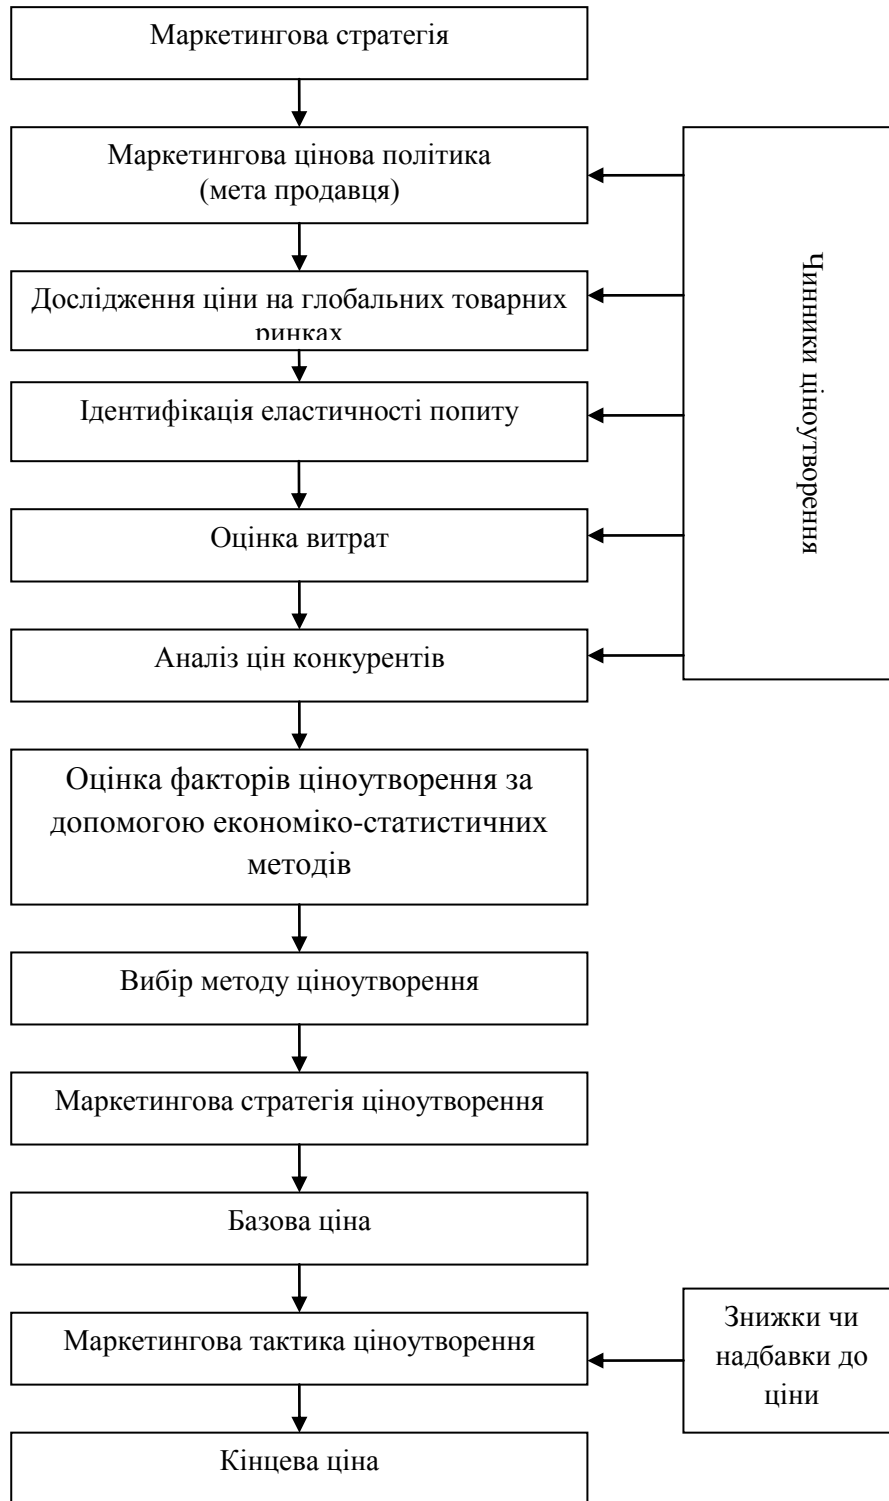 Маркетингова стратегія
Маркетингова цінова політика
(мета продавця)
Дослідження ціни на глобальних товарних
ринках
Ідентифікація еластичності попиту
Оцінка витрат
Аналіз цін конкурентів
Чинники ціноутворення
Оцінка факторів ціноутворення за
допомогою економіко-статистичних
методів
Вибір методу ціноутворення
Маркетингова стратегія ціноутворення
Базова ціна
Маркетингова тактика ціноутворення
Знижки чи
надбавки до
ціни
Кінцева ціна